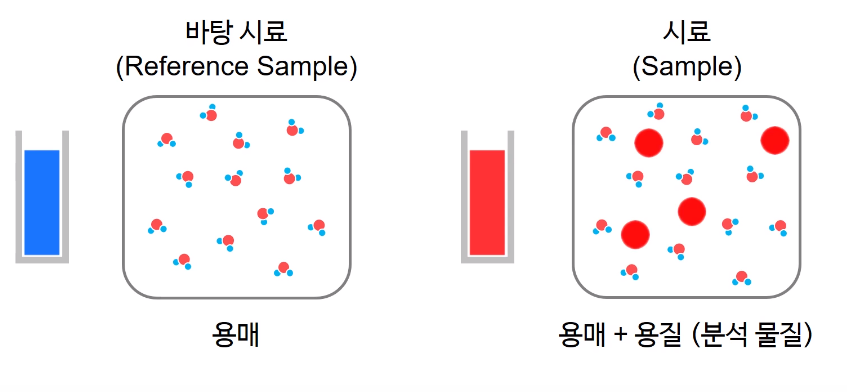 바탕 시료
(Reference Sample)
시료
(Sample)
용매
용매 + 용질 (분석 물질)